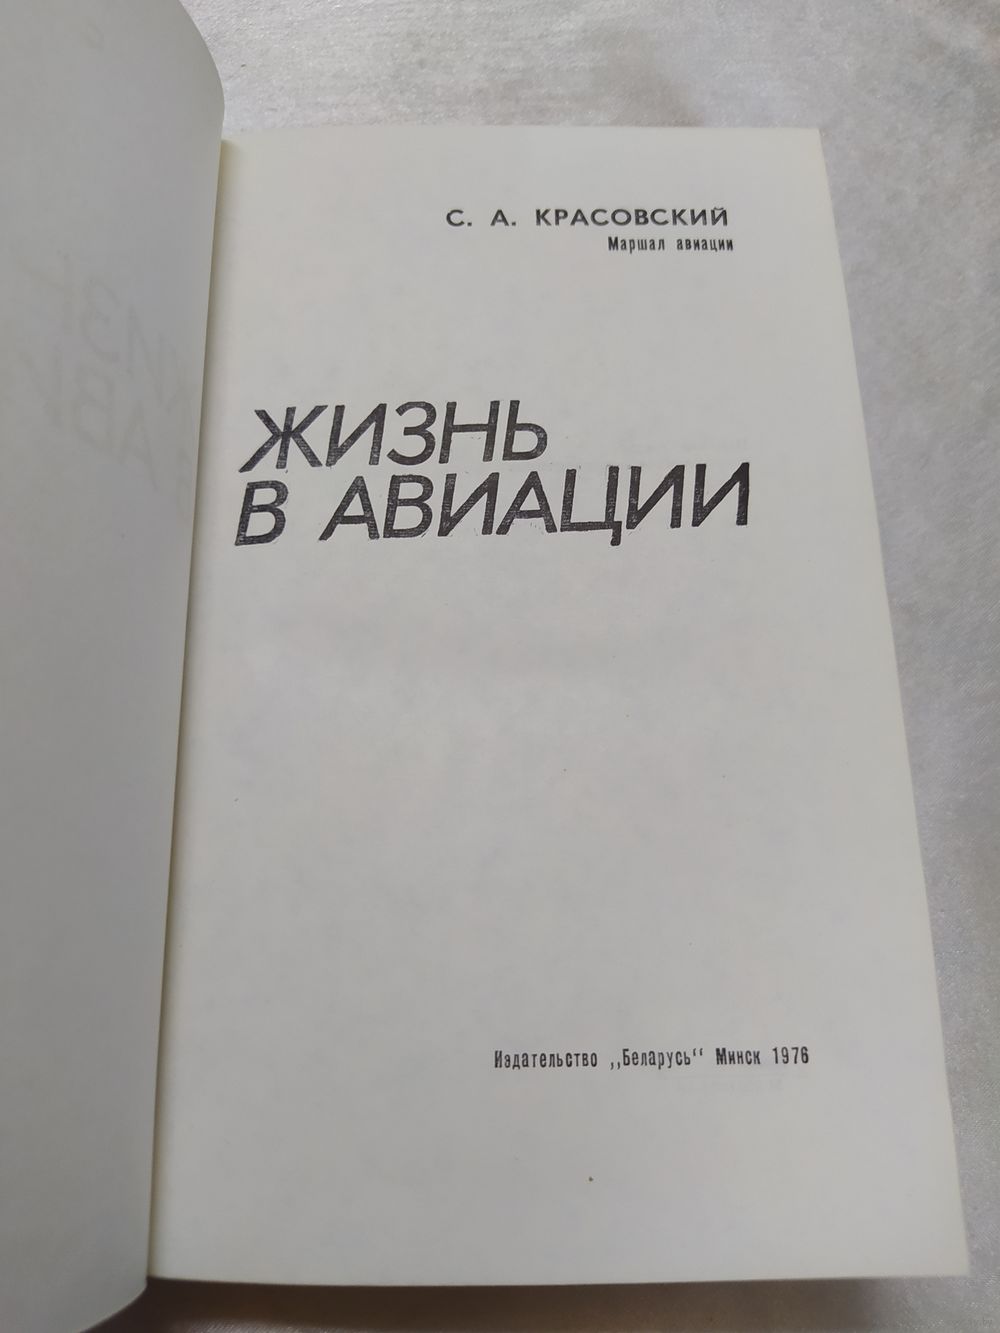 С. А. КРАСОВСКИЙ
Маршал авиации
ЖИЗНЬ
В АВИАЦИИ
Издательство ,,Беларусь“ Минск 1976